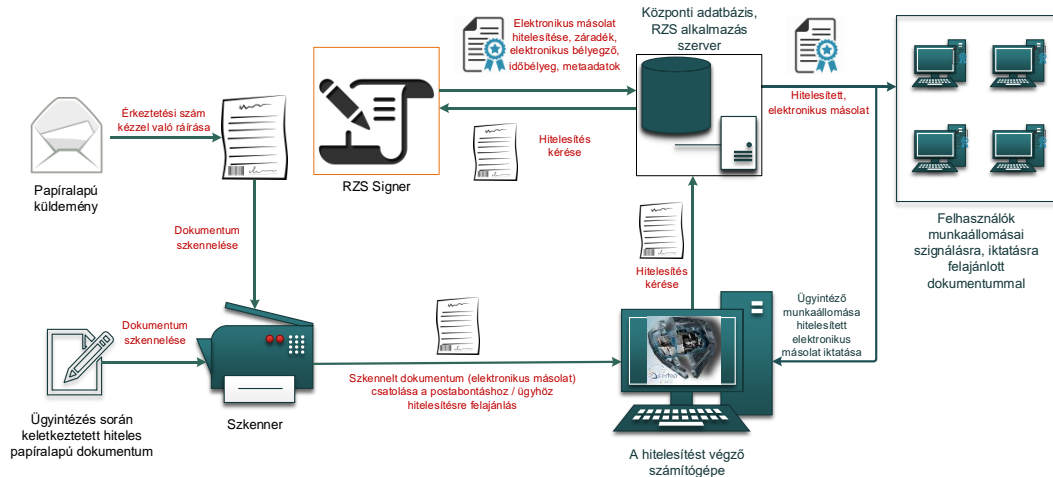 Elektronikus másolat
hitelesítése, záradék,
elektronikus bélyegző,
időbélyeg, metaadatok
Központi adatbázis,
RZS alkalmazás
szerver
Hitelesített,
elektronikus másolat
Érkeztetési szám
kézzel való ráírása
Hitelesítés
kérése
Papíralapú
küldemény
RZS Signer
Felhasználók
munkaállomásai
szignálásra, iktatásra
felajánlott
dokumentummal
Dokumentum
szkennelése
Hitelesítés
kérése
Dokumentum
szkennelése
Ügyintéző
munkaállomása
hitelesített
elektronikus
másolat iktatása
Szkennelt dokumentum (elektronikus másolat)
csatolása a postabontáshoz / ügyhöz
hitelesítésre felajánlás
Ügyintézés során
keletkeztetett hiteles
papíralapú dokumentum
Szkenner
A hitelesítést végző
számítógépe